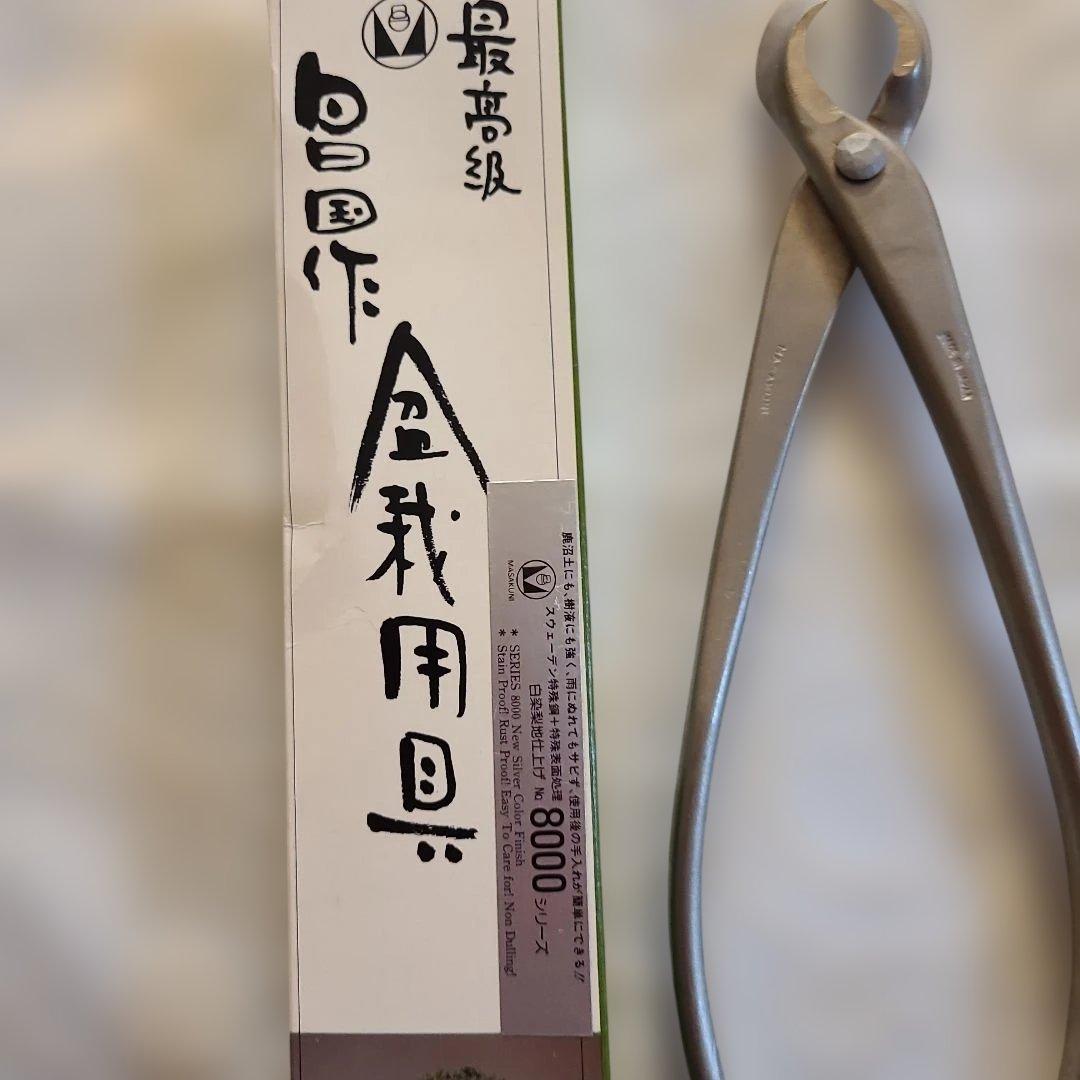 最高級
昌国作
盆栽用具
鹿沼土にも、樹液にも強く、雨にぬれてもサビず、使用後の手入れが簡単にできる!!
スウェーデン特殊鋼+特殊表面処理
白染梨地仕上げ No. 8000 シリーズ
MASAKUNI
* SERIES 8000 New Silver Color Finish
* Stain Proof! Rust Proof! Easy To Care for! Non Dulling!
MASAKUNI